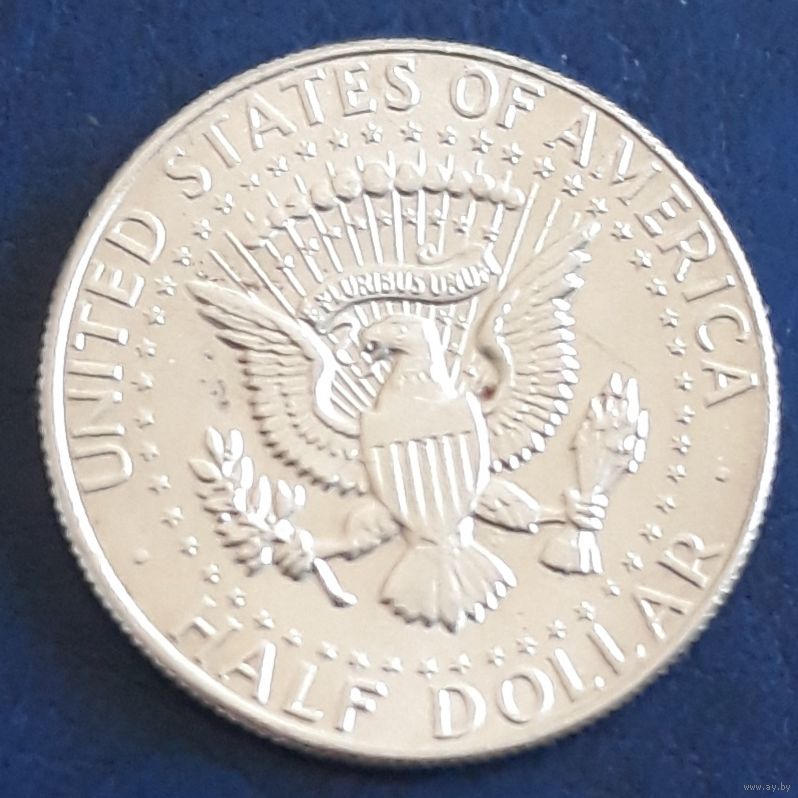 UNITED STATES OF AMERICA
PLURIBUS UNUM
HALF DOLLAR
www.ay.by